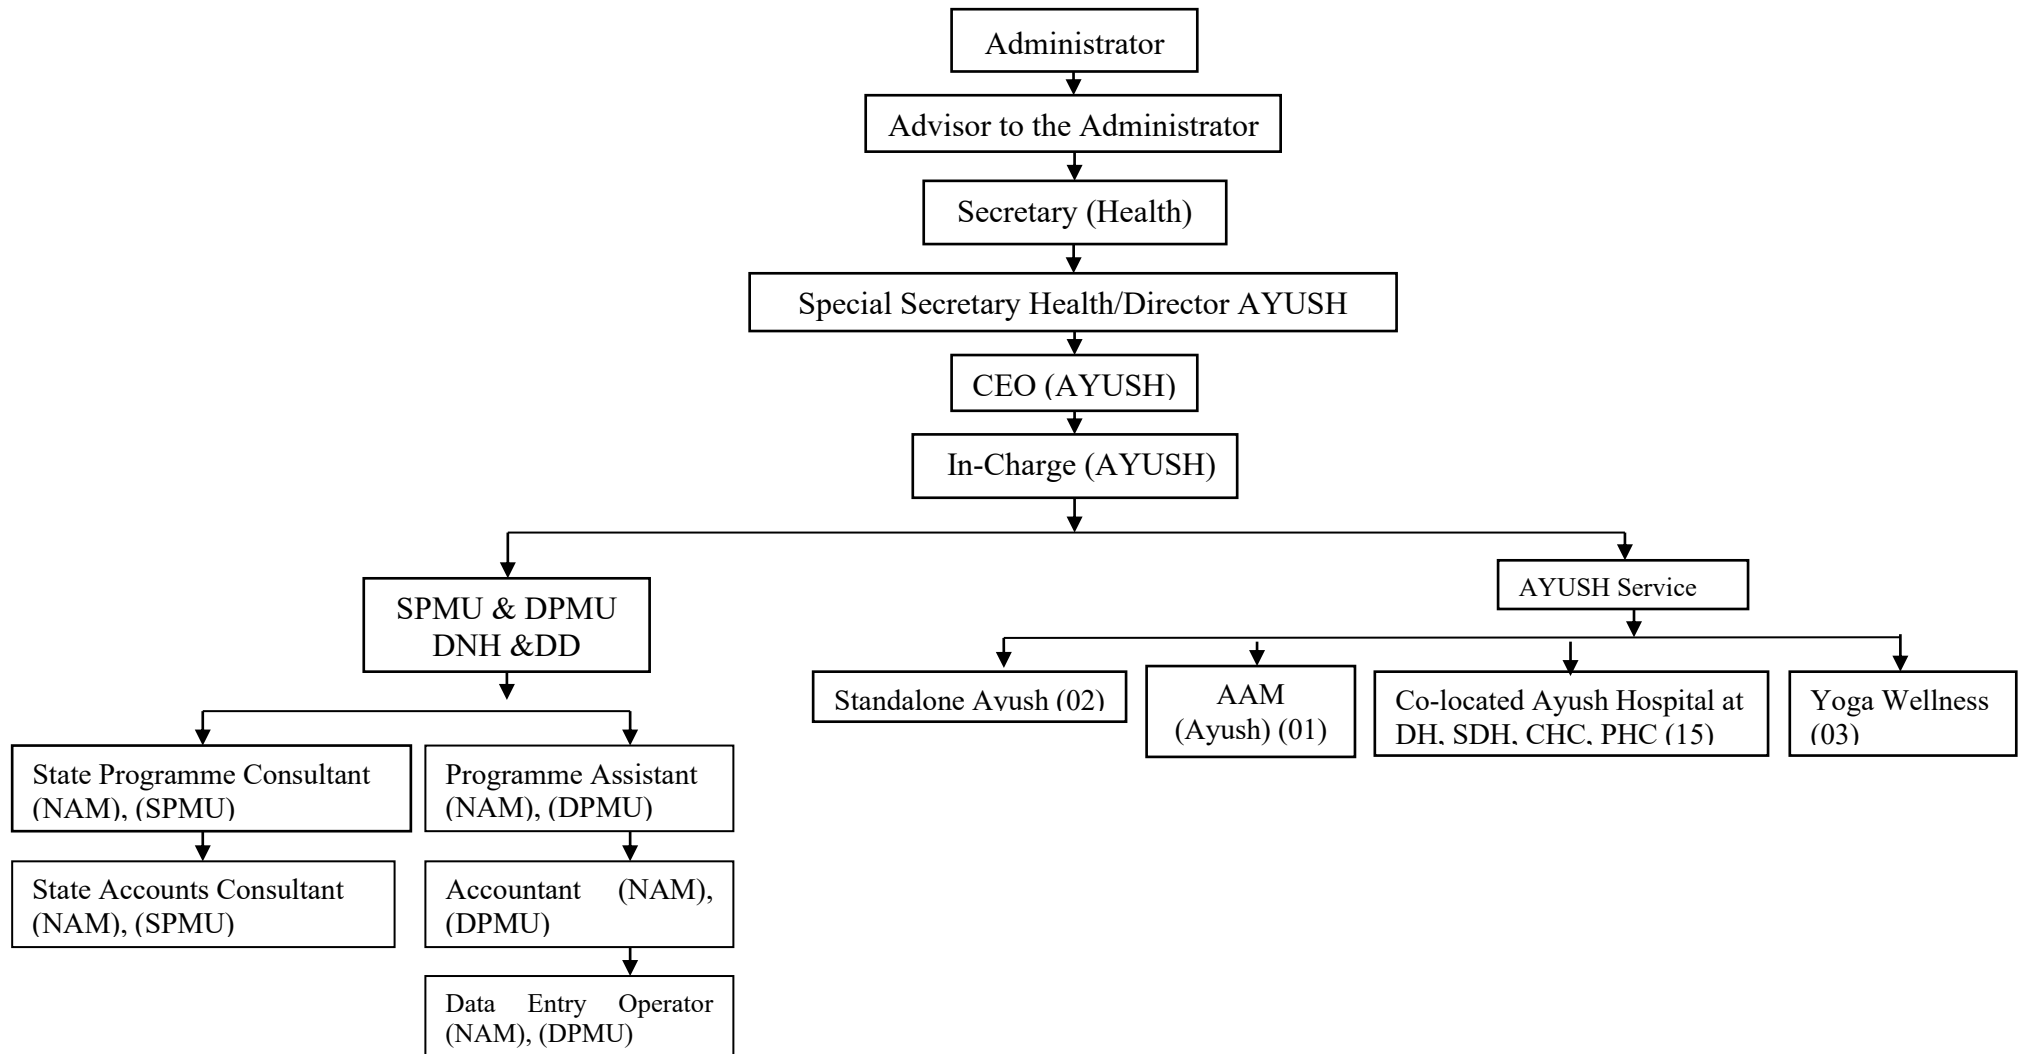 Administrator
Advisor to the Administrator
Secretary (Health)
Special Secretary Health/Director AYUSH
CEO (AYUSH)
In-Charge (AYUSH)
SPMU & DPMU
DNH &DD
AYUSH Service
Standalone Ayush (02)
AAM
(Ayush) (01)
Co-located Ayush Hospital at
DH, SDH, CHC, PHC (15)
Yoga Wellness
(03)
State Programme Consultant
(NAM), (SPMU)
Programme Assistant
(NAM), (DPMU)
State Accounts Consultant
(NAM), (SPMU)
Accountant (NAM),
(DPMU)
Data Entry Operator
(NAM), (DPMU)